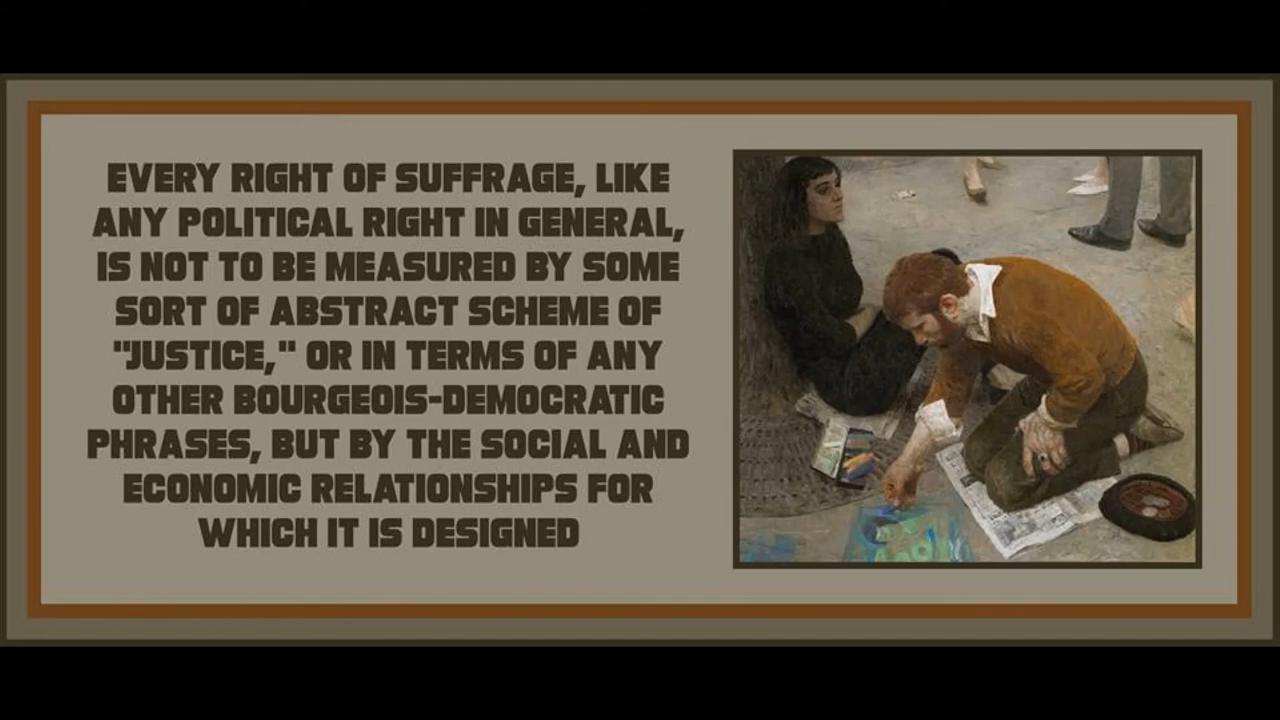 EVERY RIGHT OF SUFFRAGE, LIKE
ANY POLITICAL RIGHT IN GENERAL,
IS NOT TO BE MEASURED BY SOME
SORT OF ABSTRACT SCHEME OF
"JUSTICE," OR IN TERMS OF ANY
OTHER BOURGEOIS-DEMOCRATIC
PHRASES, BUT BY THE SOCIAL AND
ECONOMIC RELATIONSHIPS FOR
WHICH IT IS DESIGNED